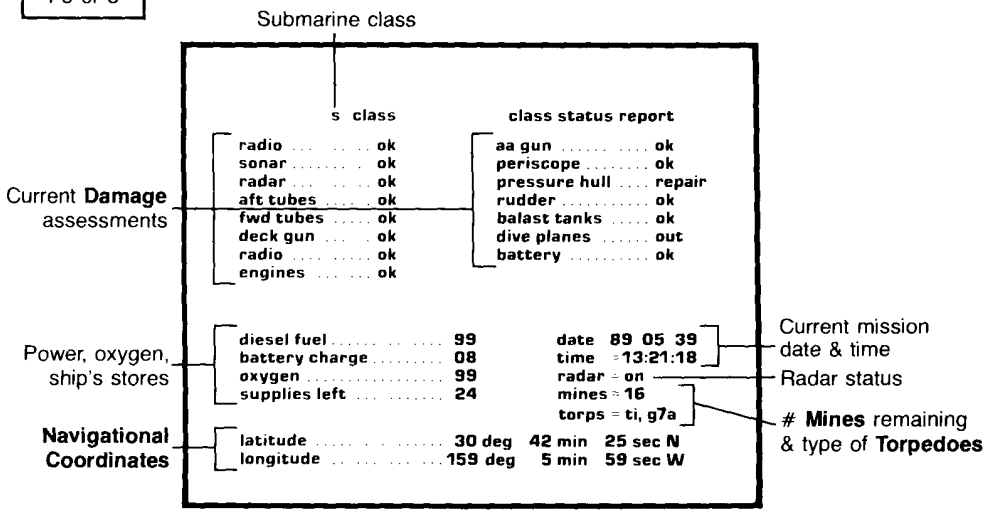 Submarine class
s class
radio ... .. ok
sonar ........ ok
radar ... .. ok
aft tubes ..... ok
fwd tubes ..... ok
deck gun ... . ok
radio ......... ok
engines ....... ok
class status report
aa gun ........... ok
periscope ........ ok
pressure hull .... repair
rudder ........... ok
balast tanks ..... ok
dive planes ...... out
battery .......... ok
Current Damage
assessments
Power, oxygen,
ship's stores
diesel fuel ............. 99
battery charge ......... 08
oxygen ................. 99
supplies left .......... 24
date 89 05 39
time =13:21:18
radar = on
mines = 16
torps = ti, g7a
Current mission
date & time
Radar status
# Mines remaining
& type of Torpedoes
Navigational
Coordinates
latitude ............... 30 deg 42 min 25 sec N
longitude .............. 159 deg 5 min 59 sec W